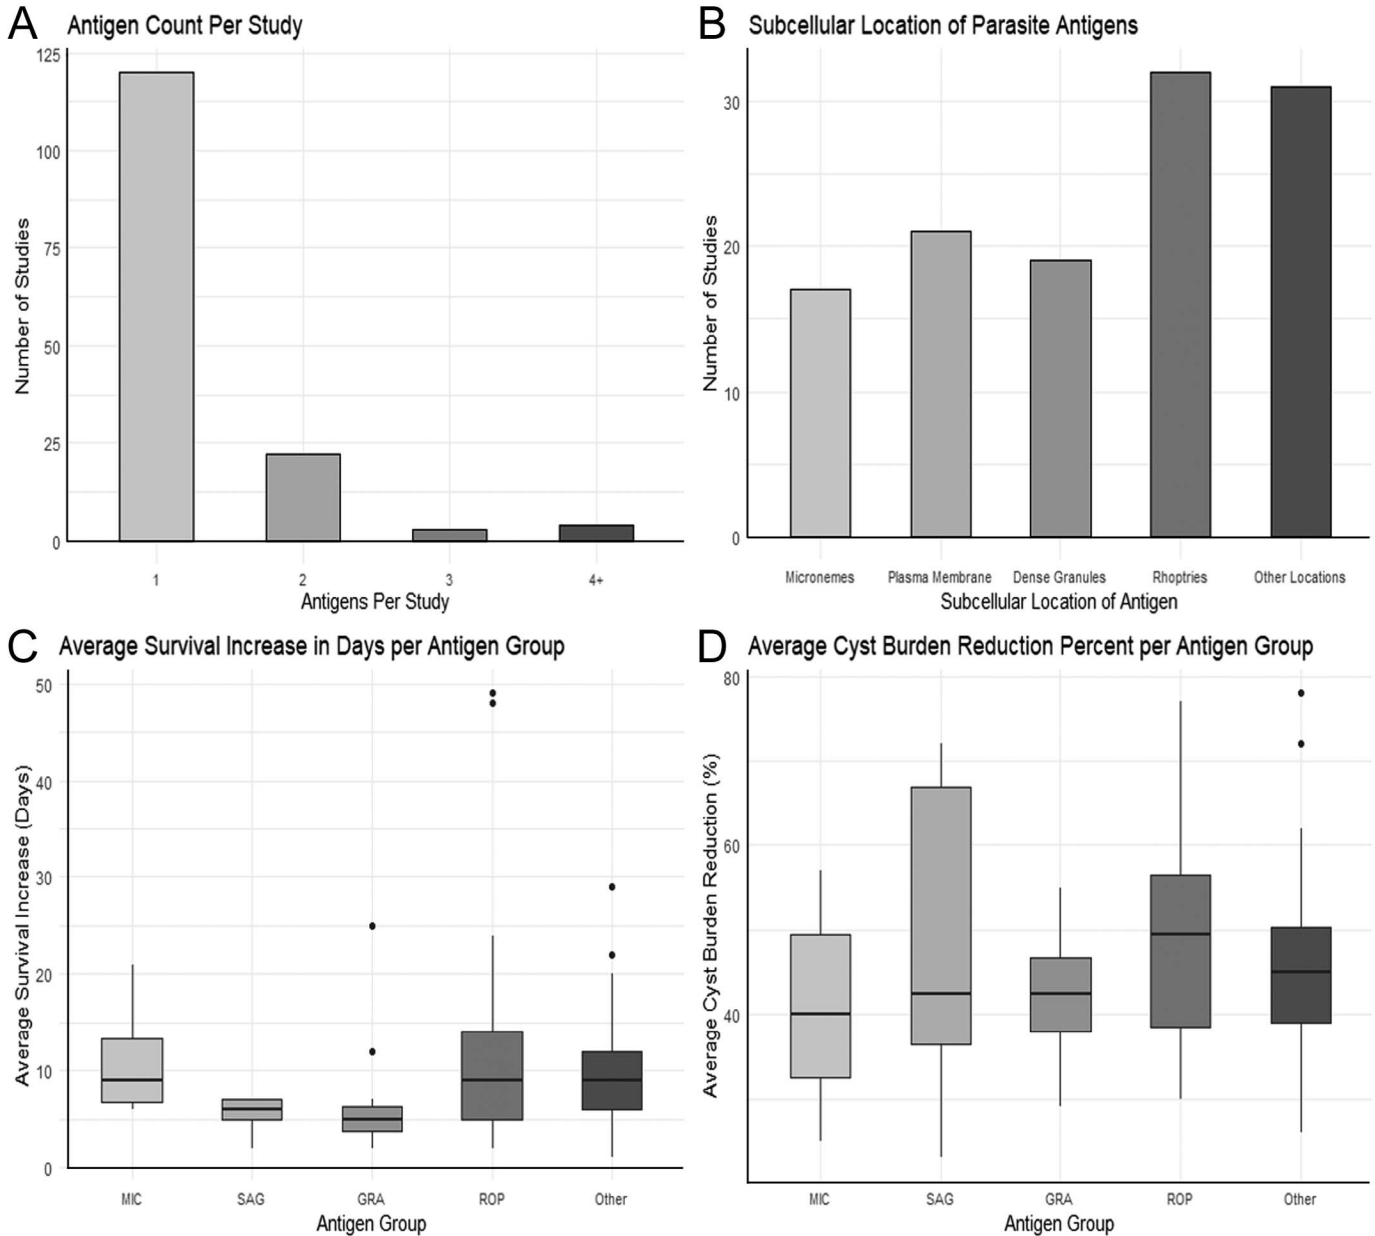 A Antigen Count Per Study
125
100
75
50
25
0
Number of Studies
1 2 3 4+
Antigens Per Study
B Subcellular Location of Parasite Antigens
30
20
10
0
Number of Studies
Micronemes Plasma Membrane Dense Granules Rhoptries Other Locations
Subcellular Location of Antigen
C Average Survival Increase in Days per Antigen Group
50
40
30
20
10
0
Average Survival Increase (Days)
MIC SAG GRA ROP Other
Antigen Group
D Average Cyst Burden Reduction Percent per Antigen Group
80
60
40
Average Cyst Burden Reduction (%)
MIC SAG GRA ROP Other
Antigen Group